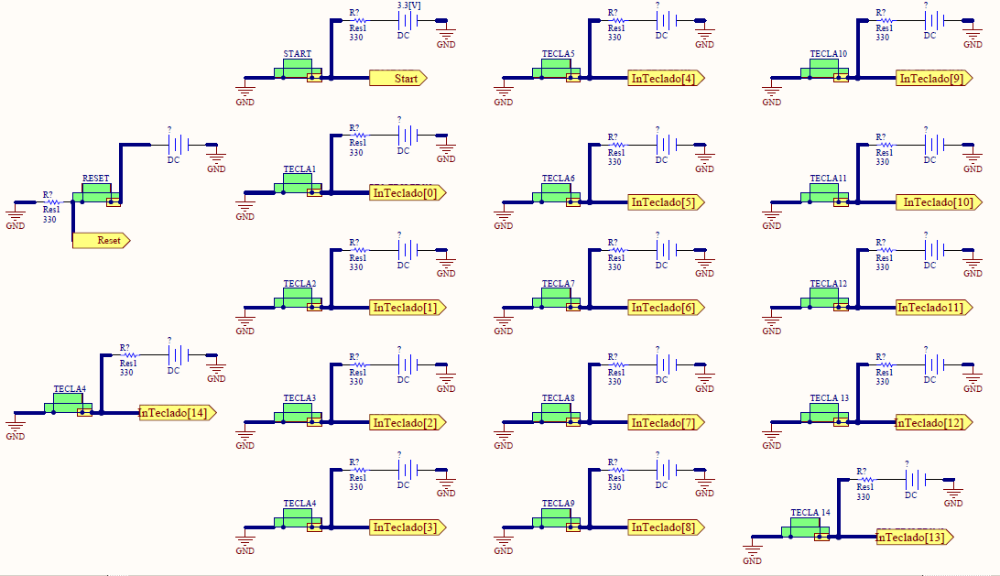 3.3[V]
R?
Res1
330
DC
GND
START
Start
GND
?
R?
Res1
330
DC
GND
TECLA5
InTeclado[4]
GND
?
R?
Res1
330
DC
GND
TECLA10
InTeclado[9]
GND
?
DC
GND
RESET
R?
Res1
330
GND
Reset
?
R?
Res1
330
DC
GND
TECLA1
InTeclado[0]
GND
?
R?
Res1
330
DC
GND
TECLA6
InTeclado[5]
GND
?
R?
Res1
330
DC
GND
TECLA11
InTeclado[10]
GND
?
R?
Res1
330
DC
GND
TECLA2
InTeclado[1]
GND
?
R?
Res1
330
DC
GND
TECLA7
InTeclado[6]
GND
?
R?
Res1
330
DC
GND
TECLA12
InTeclado11]
GND
?
R?
Res1
330
DC
GND
TECLA4
InTeclado[14]
GND
?
R?
Res1
330
DC
GND
TECLA3
InTeclado[2]
GND
?
R?
Res1
330
DC
GND
TECLA8
InTeclado[7]
GND
?
R?
Res1
330
DC
GND
TECLA 13
InTeclado[12]
GND
?
R?
Res1
330
DC
GND
TECLA4
InTeclado[3]
GND
?
R?
Res1
330
DC
GND
TECLA9
InTeclado[8]
GND
?
R?
Res1
330
DC
GND
TECLA 14
InTeclado[13]
GND